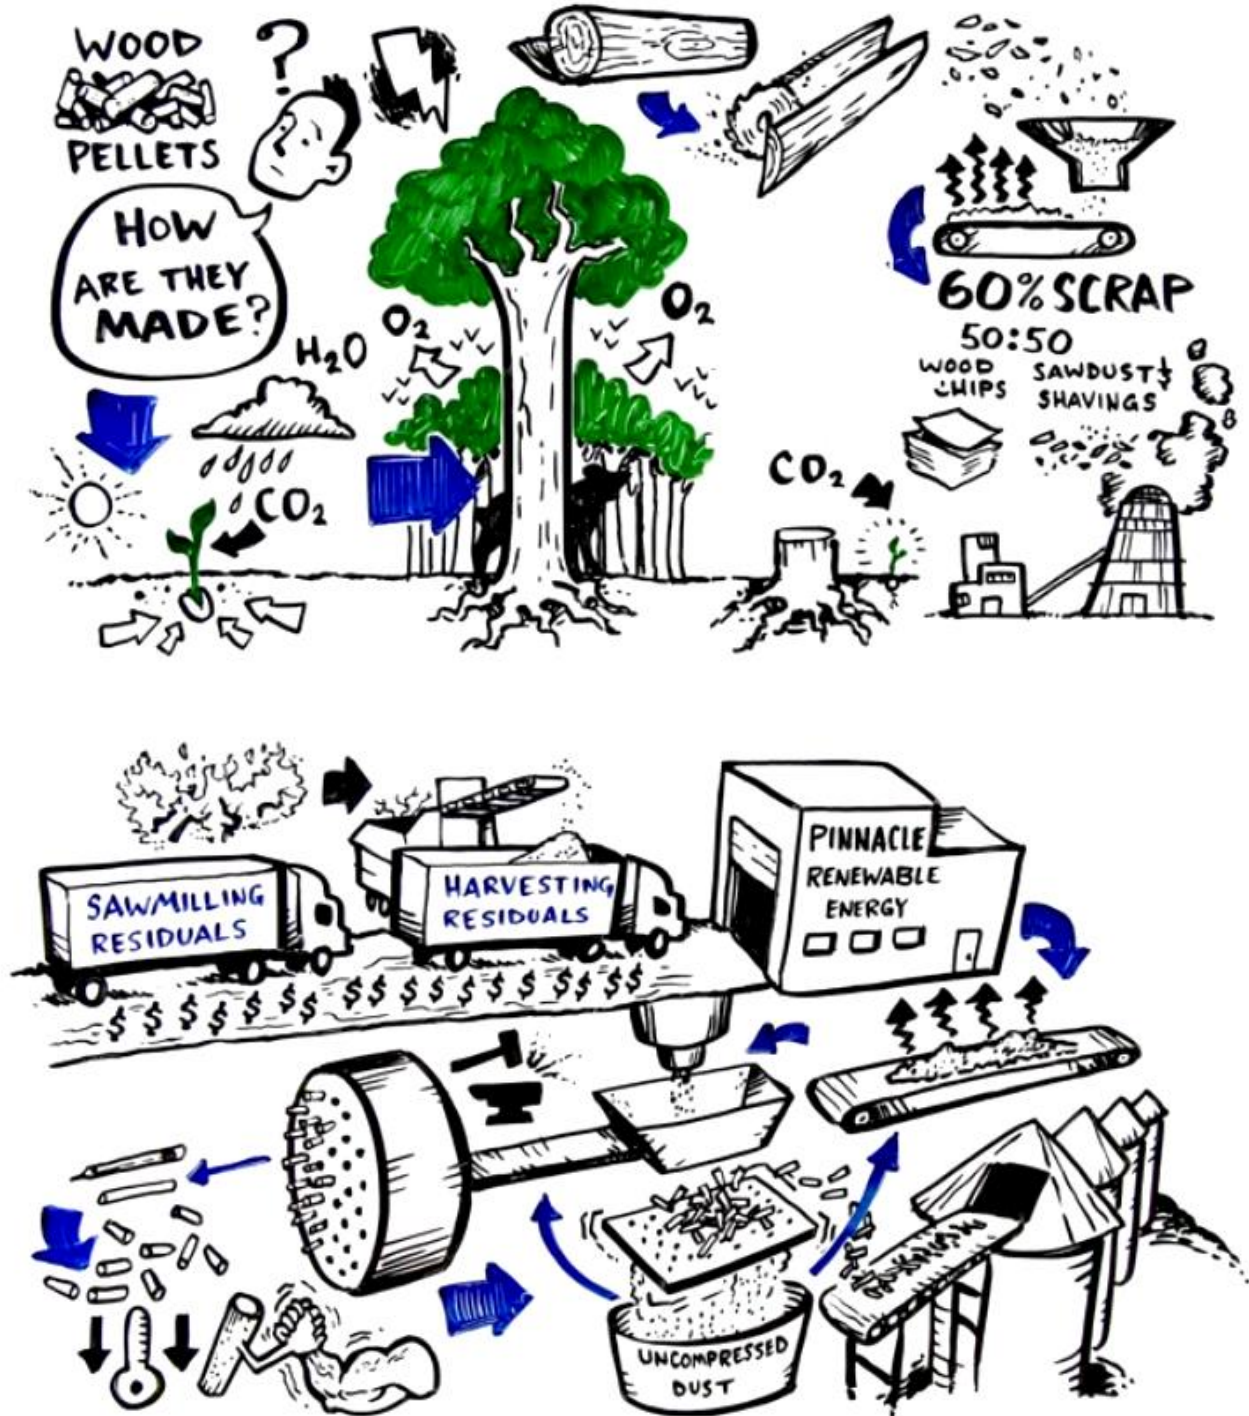 WOOD
PELLETS
?
HOW
ARE THEY
MADE?
H₂O
CO₂
O₂
O₂
CO₂
60% SCRAP
50:50
WOOD
CHIPS
SAWDUST &
SHAVINGS
SAWMILLING
RESIDUALS
HARVESTING
RESIDUALS
PINNACLE
RENEWABLE
ENERGY
$ $ $ $ $ $ $ $ $ $ $ $ $ $ $ $ $ $
UNCOMPRESSED
DUST